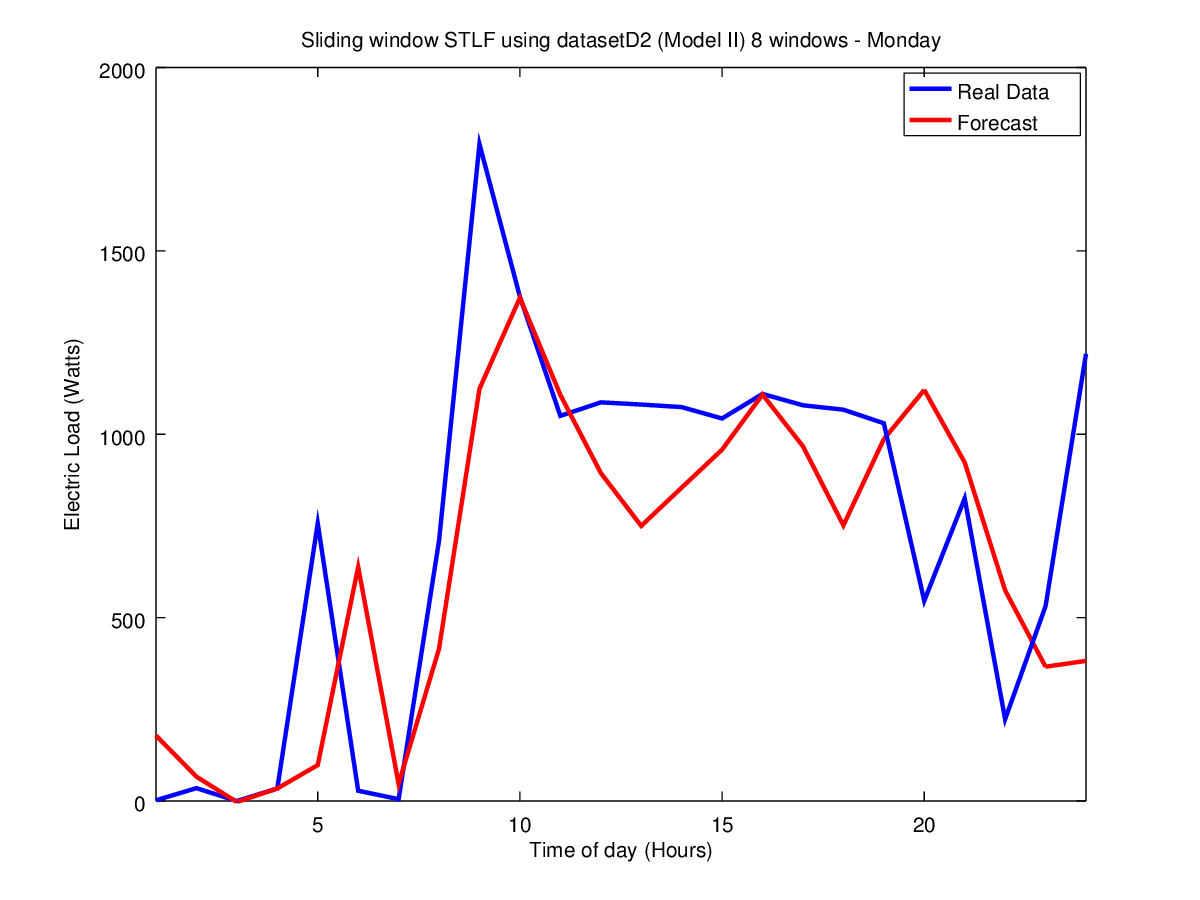 Sliding window STLF using datasetD2 (Model II) 8 windows - Monday
2000
1500
1000
500
0
5
10
15
20
Electric Load (Watts)
Time of day (Hours)
Real Data
Forecast